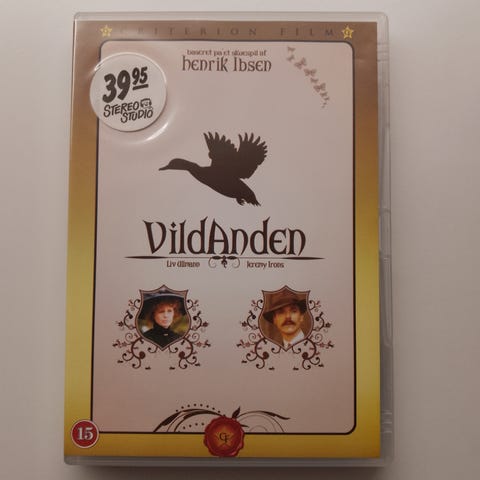 CRITERION FILM
baseret på et skuespil af
Henrik Ibsen
39.95
STEREO STUDIO
VildAnden
Liv Ullmann
Jeremy Irons
15
CF